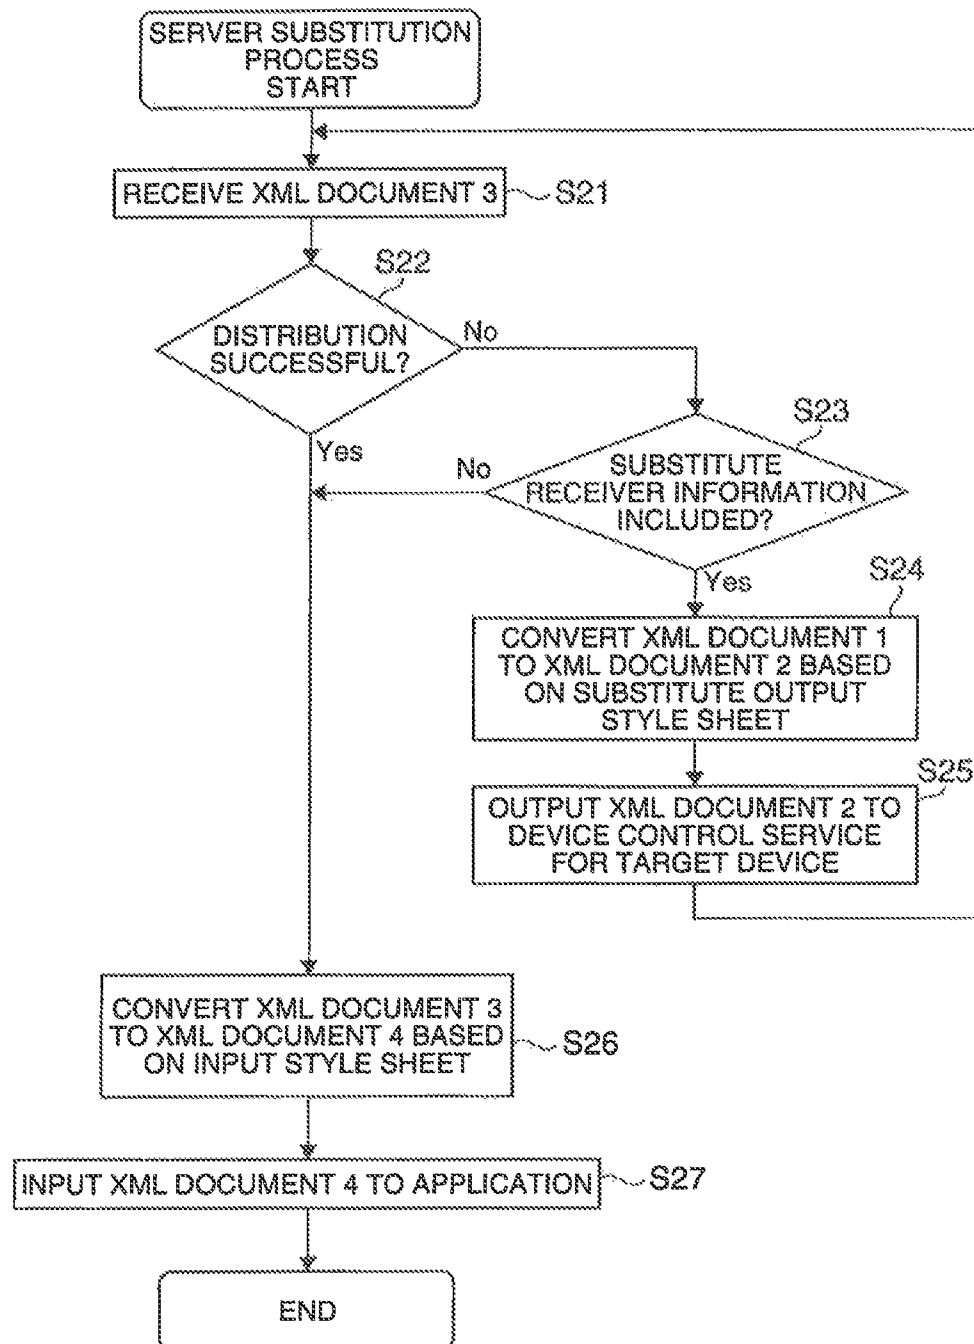 SERVER SUBSTITUTION
PROCESS
START
RECEIVE XML DOCUMENT 3
S21
S22
DISTRIBUTION
SUCCESSFUL?
No
Yes
S23
No
SUBSTITUTE
RECEIVER INFORMATION
INCLUDED?
Yes
S24
CONVERT XML DOCUMENT 1
TO XML DOCUMENT 2 BASED
ON SUBSTITUTE OUTPUT
STYLE SHEET
S25
OUTPUT XML DOCUMENT 2 TO
DEVICE CONTROL SERVICE
FOR TARGET DEVICE
CONVERT XML DOCUMENT 3
TO XML DOCUMENT 4 BASED
ON INPUT STYLE SHEET
S26
INPUT XML DOCUMENT 4 TO APPLICATION
S27
END